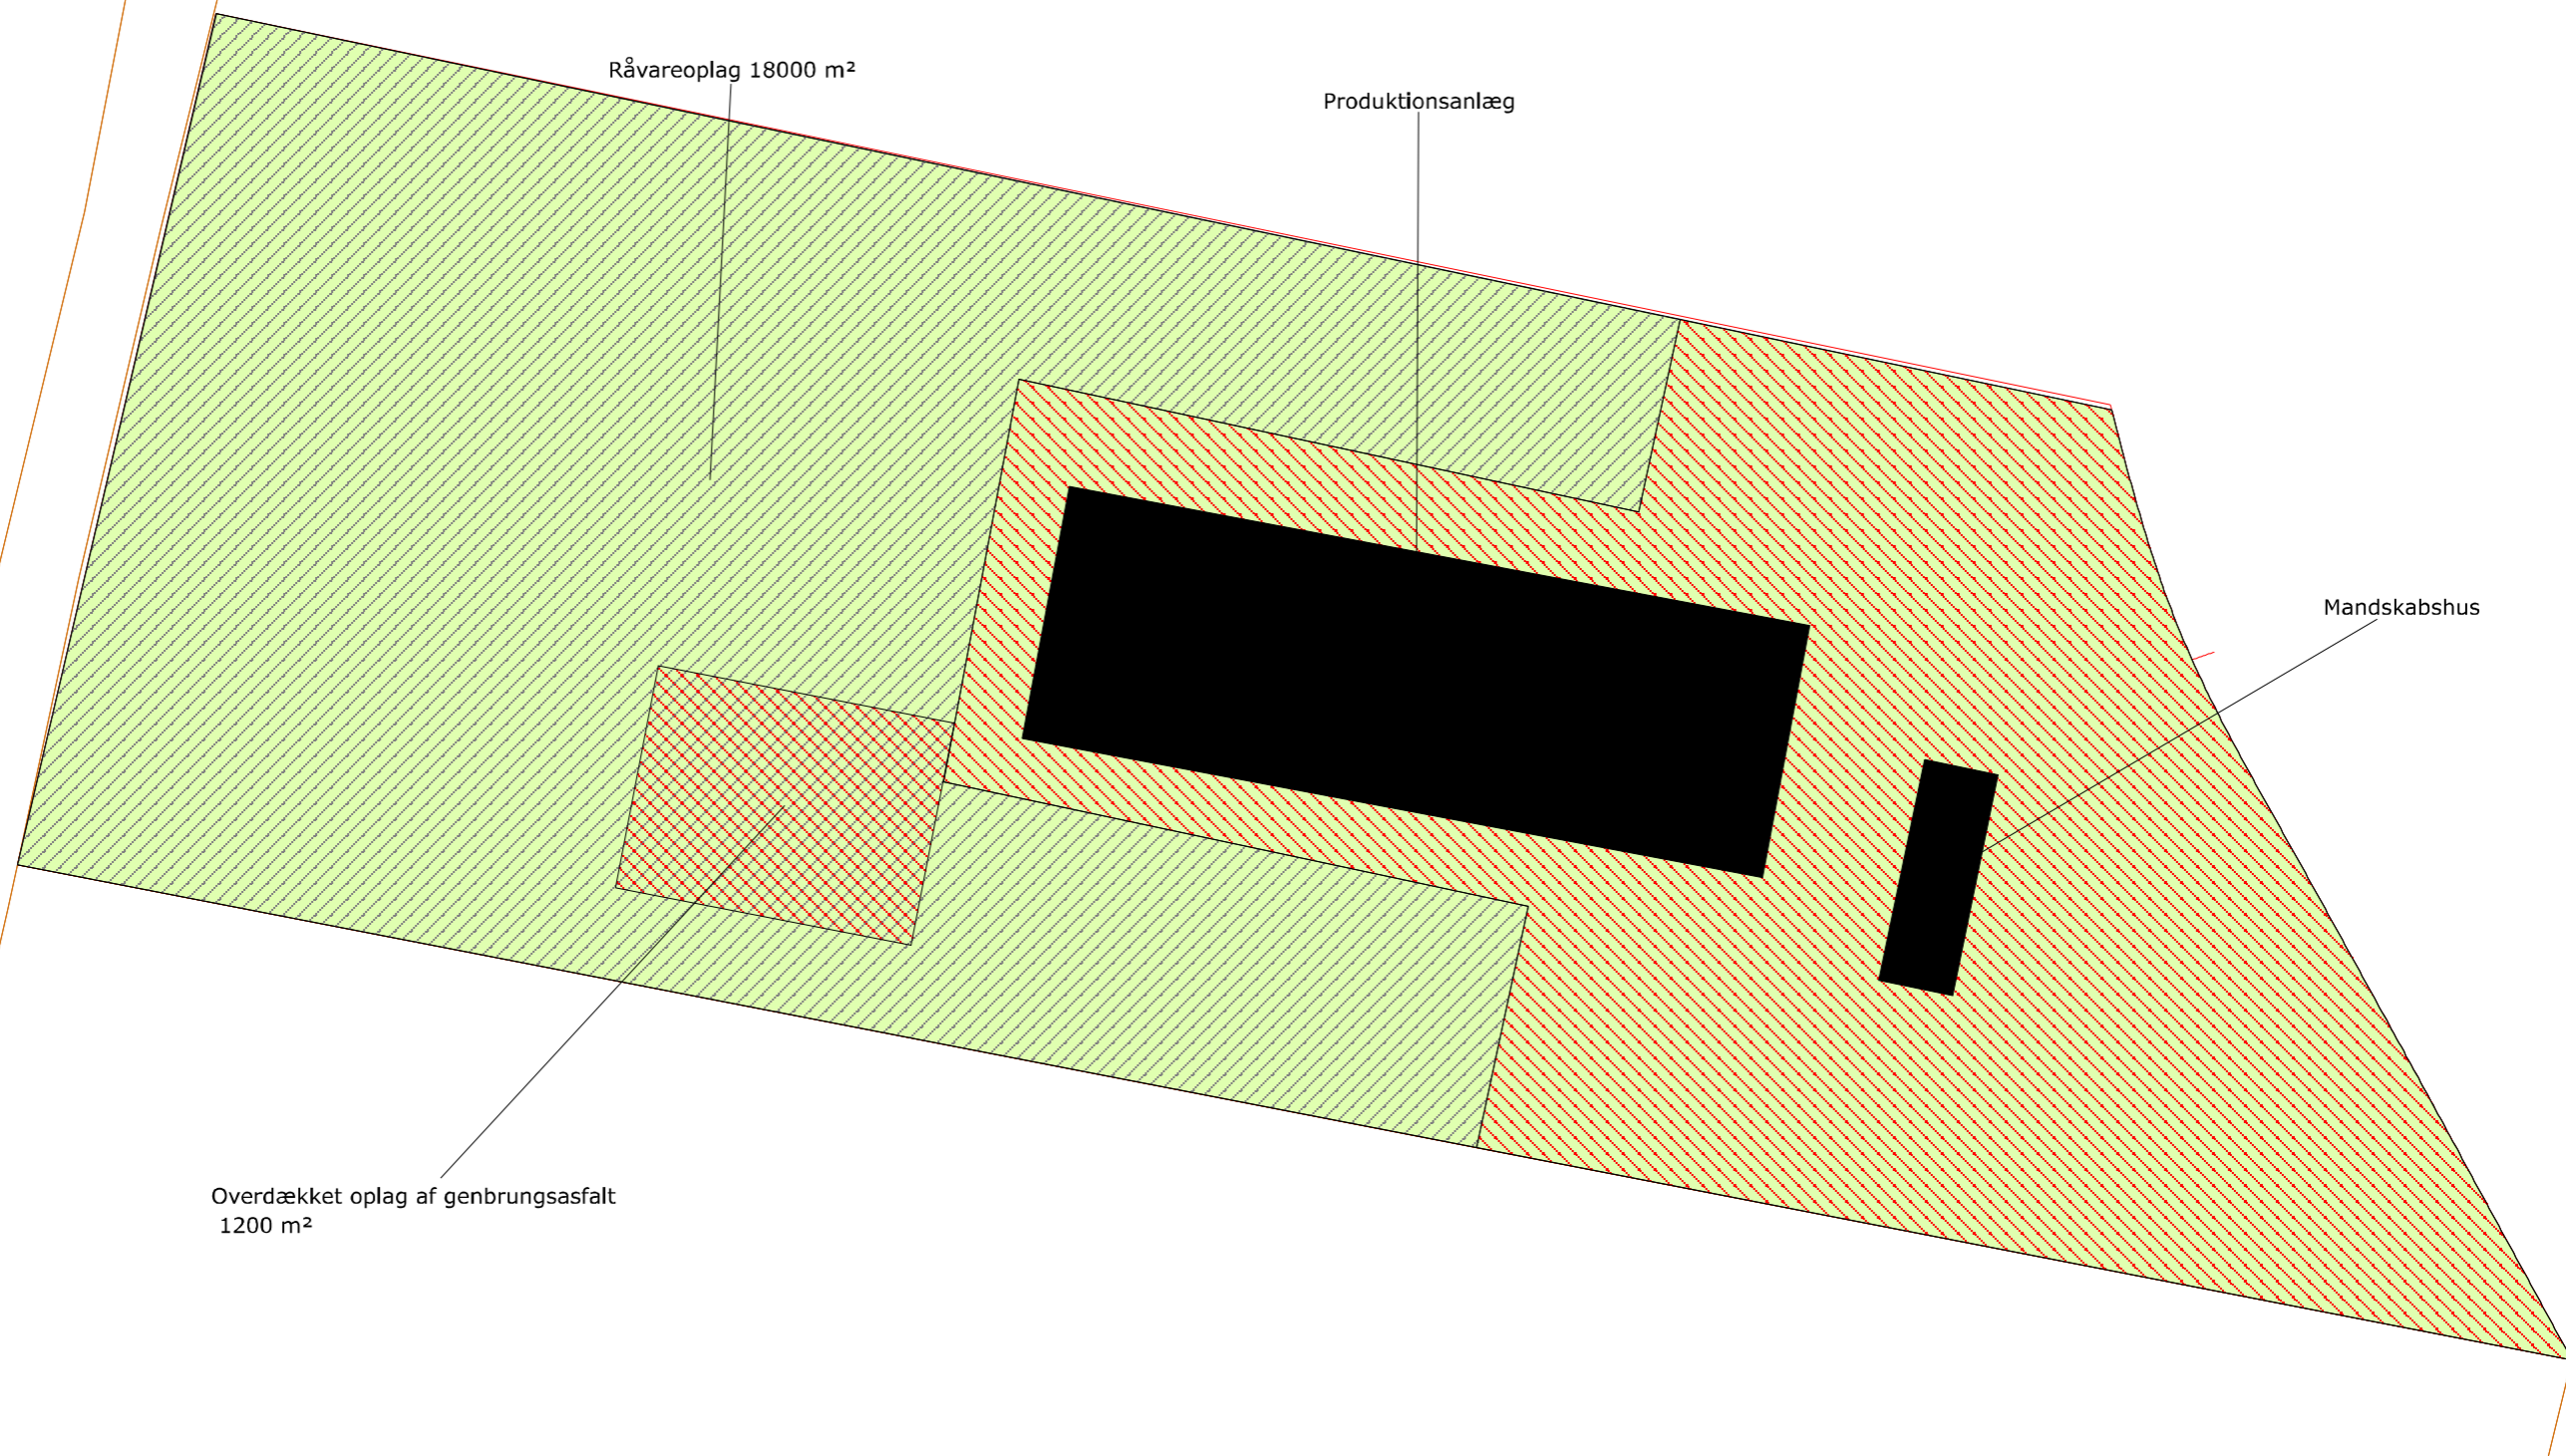 Råvareoplag 18000 m²
Produktionsanlæg
Mandskabshus
Overdækket oplag af genbrungsasfalt
1200 m²